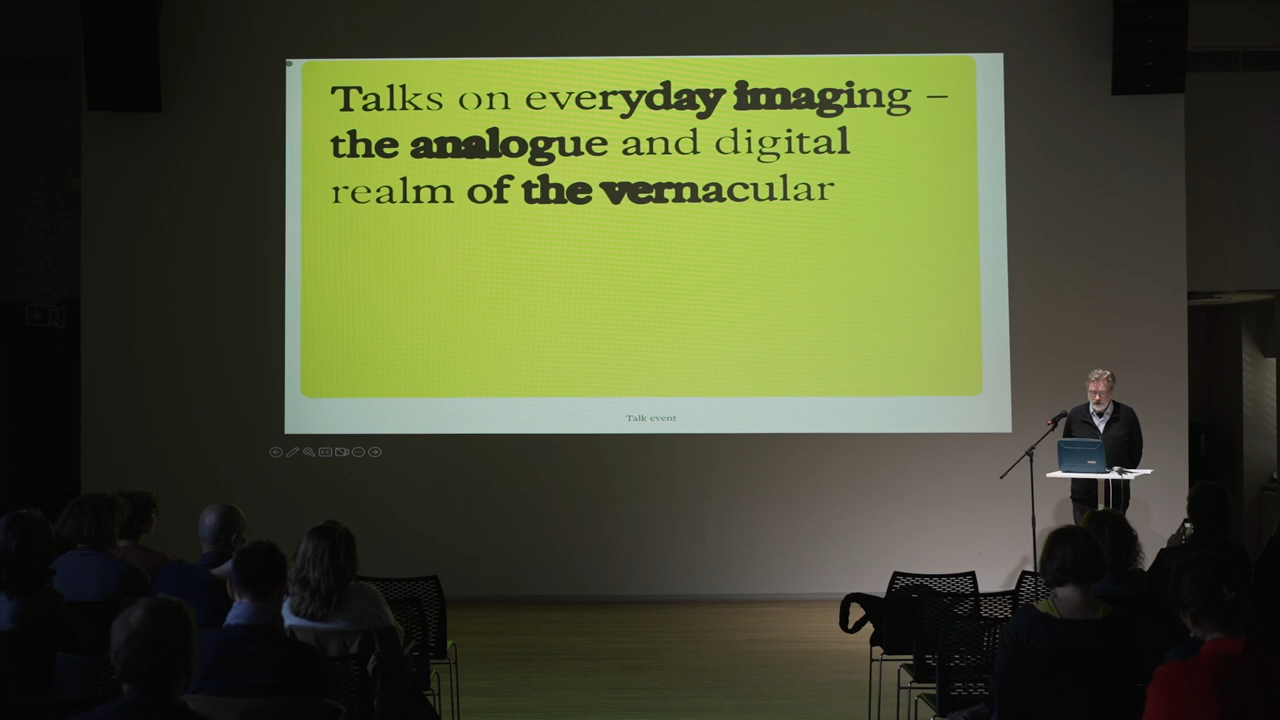 Talks on everyday imaging –
the analogue and digital
realm of the vernacular
Talk event